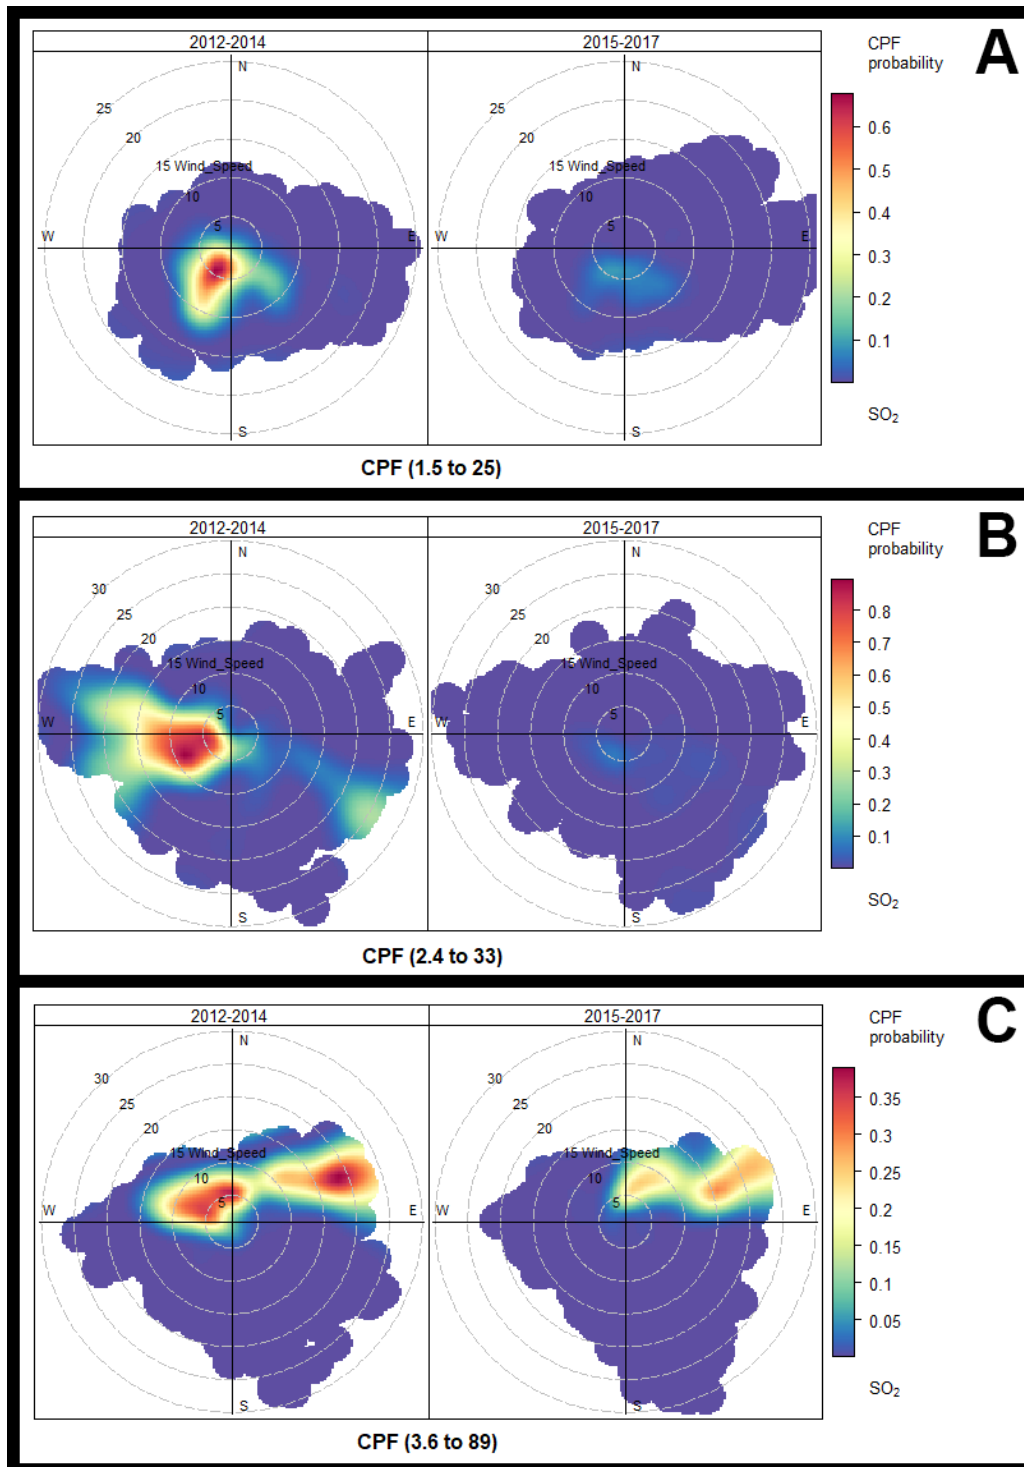 2012-2014
2015-2017
CPF
probability
A
N
N
25
20
15 Wind_Speed
10
5
W
E
S
25
20
15 Wind_Speed
10
5
W
E
S
0.6
0.5
0.4
0.3
0.2
0.1
SO₂
CPF (1.5 to 25)
2012-2014
2015-2017
CPF
probability
B
N
N
30
25
20
15 Wind_Speed
10
5
W
E
S
30
25
20
15 Wind_Speed
10
5
W
E
S
0.8
0.7
0.6
0.5
0.4
0.3
0.2
0.1
SO₂
CPF (2.4 to 33)
2012-2014
2015-2017
CPF
probability
C
N
N
30
25
20
15 Wind_Speed
10
5
W
E
S
30
25
20
15 Wind_Speed
10
5
W
E
S
0.35
0.3
0.25
0.2
0.15
0.1
0.05
SO₂
CPF (3.6 to 89)